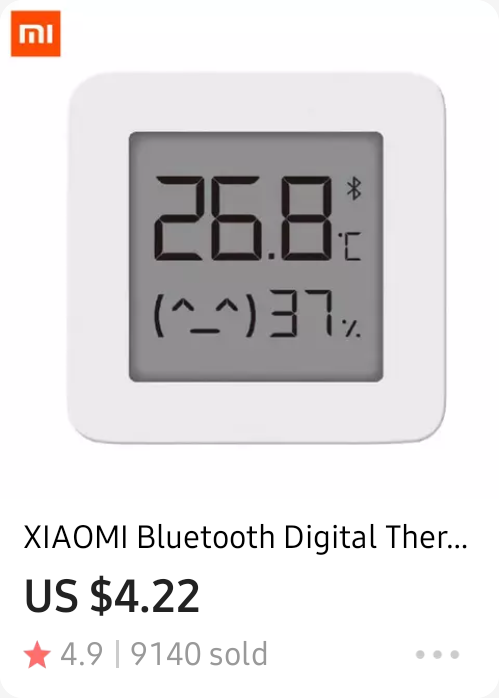 mi
26.8 °C
(^_^) 37 %
XIAOMI Bluetooth Digital Ther...
US $4.22
4.9 | 9140 sold